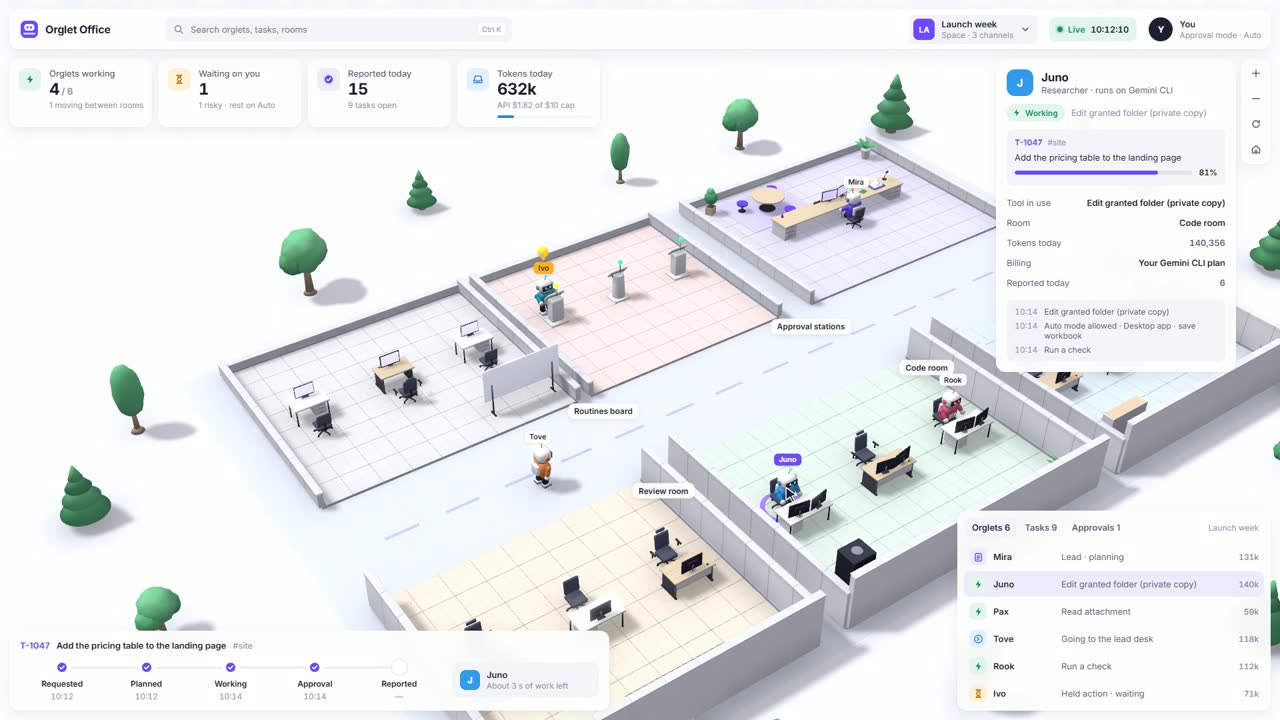 Orglet Office
Search orglets, tasks, rooms
Ctrl K
LA
Launch week
Space · 3 channels
Live 10:12:10
Y
You
Approval mode · Auto
Orglets working
4 / 6
1 moving between rooms
Waiting on you
1
1 risky · rest on Auto
Reported today
15
9 tasks open
Tokens today
632k
API $1.82 of $10 cap
J
Juno
Researcher · runs on Gemini CLI
Working
Edit granted folder (private copy)
T-1047 #site
Add the pricing table to the landing page
81%
Tool in use Edit granted folder (private copy)
Room Code room
Tokens today 140,356
Billing Your Gemini CLI plan
Reported today 6
10:14 Edit granted folder (private copy)
10:14 Auto mode allowed · Desktop app · save
workbook
10:14 Run a check
Mira
Ivo
Approval stations
Code room
Rook
Routines board
Tove
Juno
Review room
Orglets 6 Tasks 9 Approvals 1 Launch week
Mira Lead · planning 131k
Juno Edit granted folder (private copy) 140k
Pax Read attachment 59k
Tove Going to the lead desk 118k
Rook Run a check 112k
Ivo Held action · waiting 71k
T-1047 Add the pricing table to the landing page #site
Requested Planned Working Approval Reported
10:12 10:12 10:14 10:14 —
J
Juno
About 3 s of work left